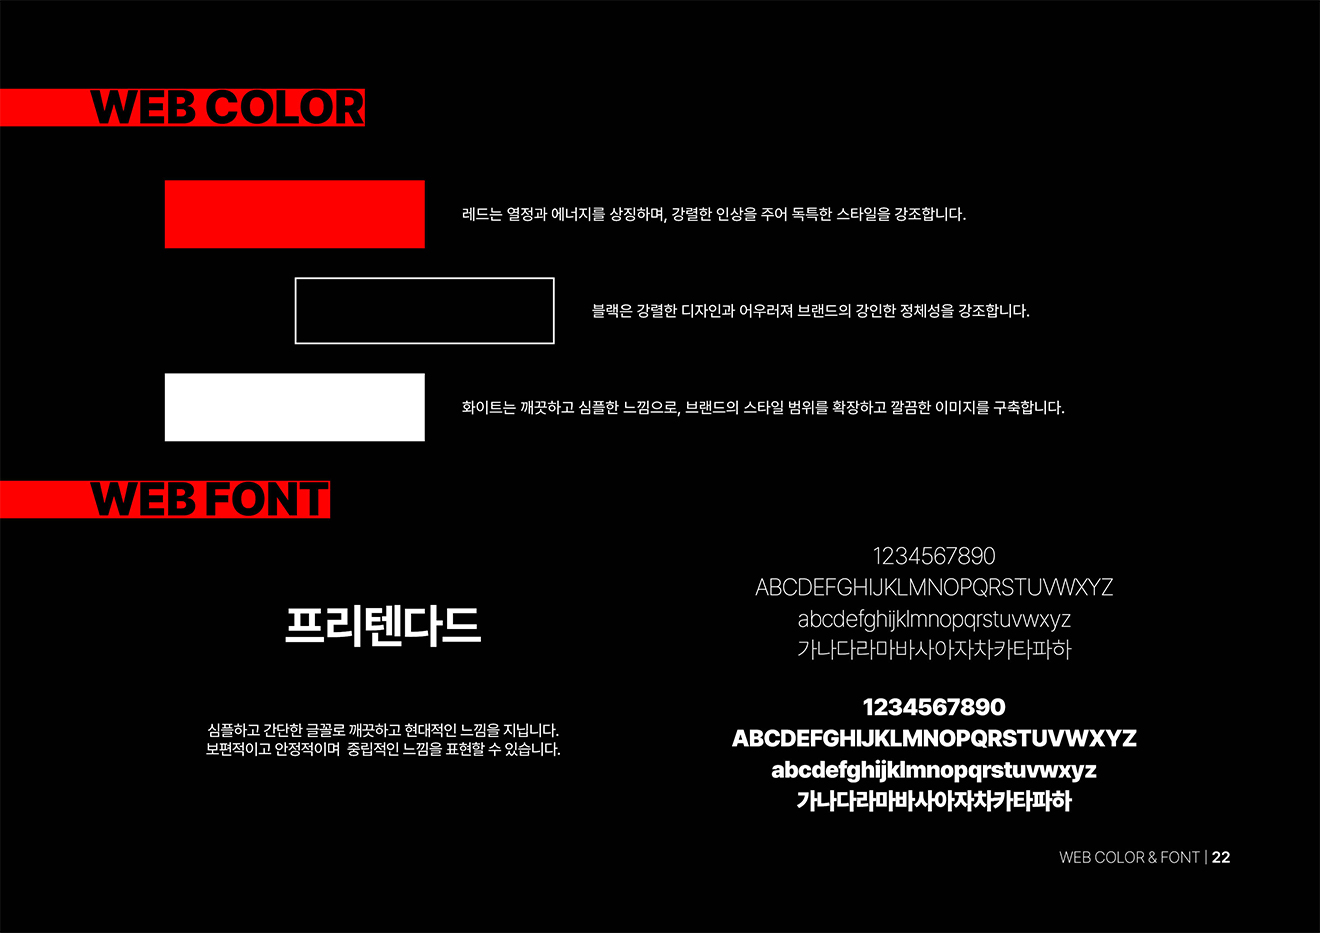 WEB COLOR
레드는 열정과 에너지를 상징하며, 강렬한 인상을 주어 독특한 스타일을 강조합니다.
블랙은 강렬한 디자인과 어우러져 브랜드의 강인한 정체성을 강조합니다.
화이트는 깨끗하고 심플한 느낌으로, 브랜드의 스타일 범위를 확장하고 깔끔한 이미지를 구축합니다.
WEB FONT
프리텐다드
심플하고 간단한 글꼴로 깨끗하고 현대적인 느낌을 지닙니다.
보편적이고 안정적이며 중립적인 느낌을 표현할 수 있습니다.
1234567890
ABCDEFGHIJKLMNOPQRSTUVWXYZ
abcdefghijklmnopqrstuvwxyz
가나다라마바사아자차카타파하
1234567890
ABCDEFGHIJKLMNOPQRSTUVWXYZ
abcdefghijklmnopqrstuvwxyz
가나다라마바사아자차카타파하
WEB COLOR & FONT | 22